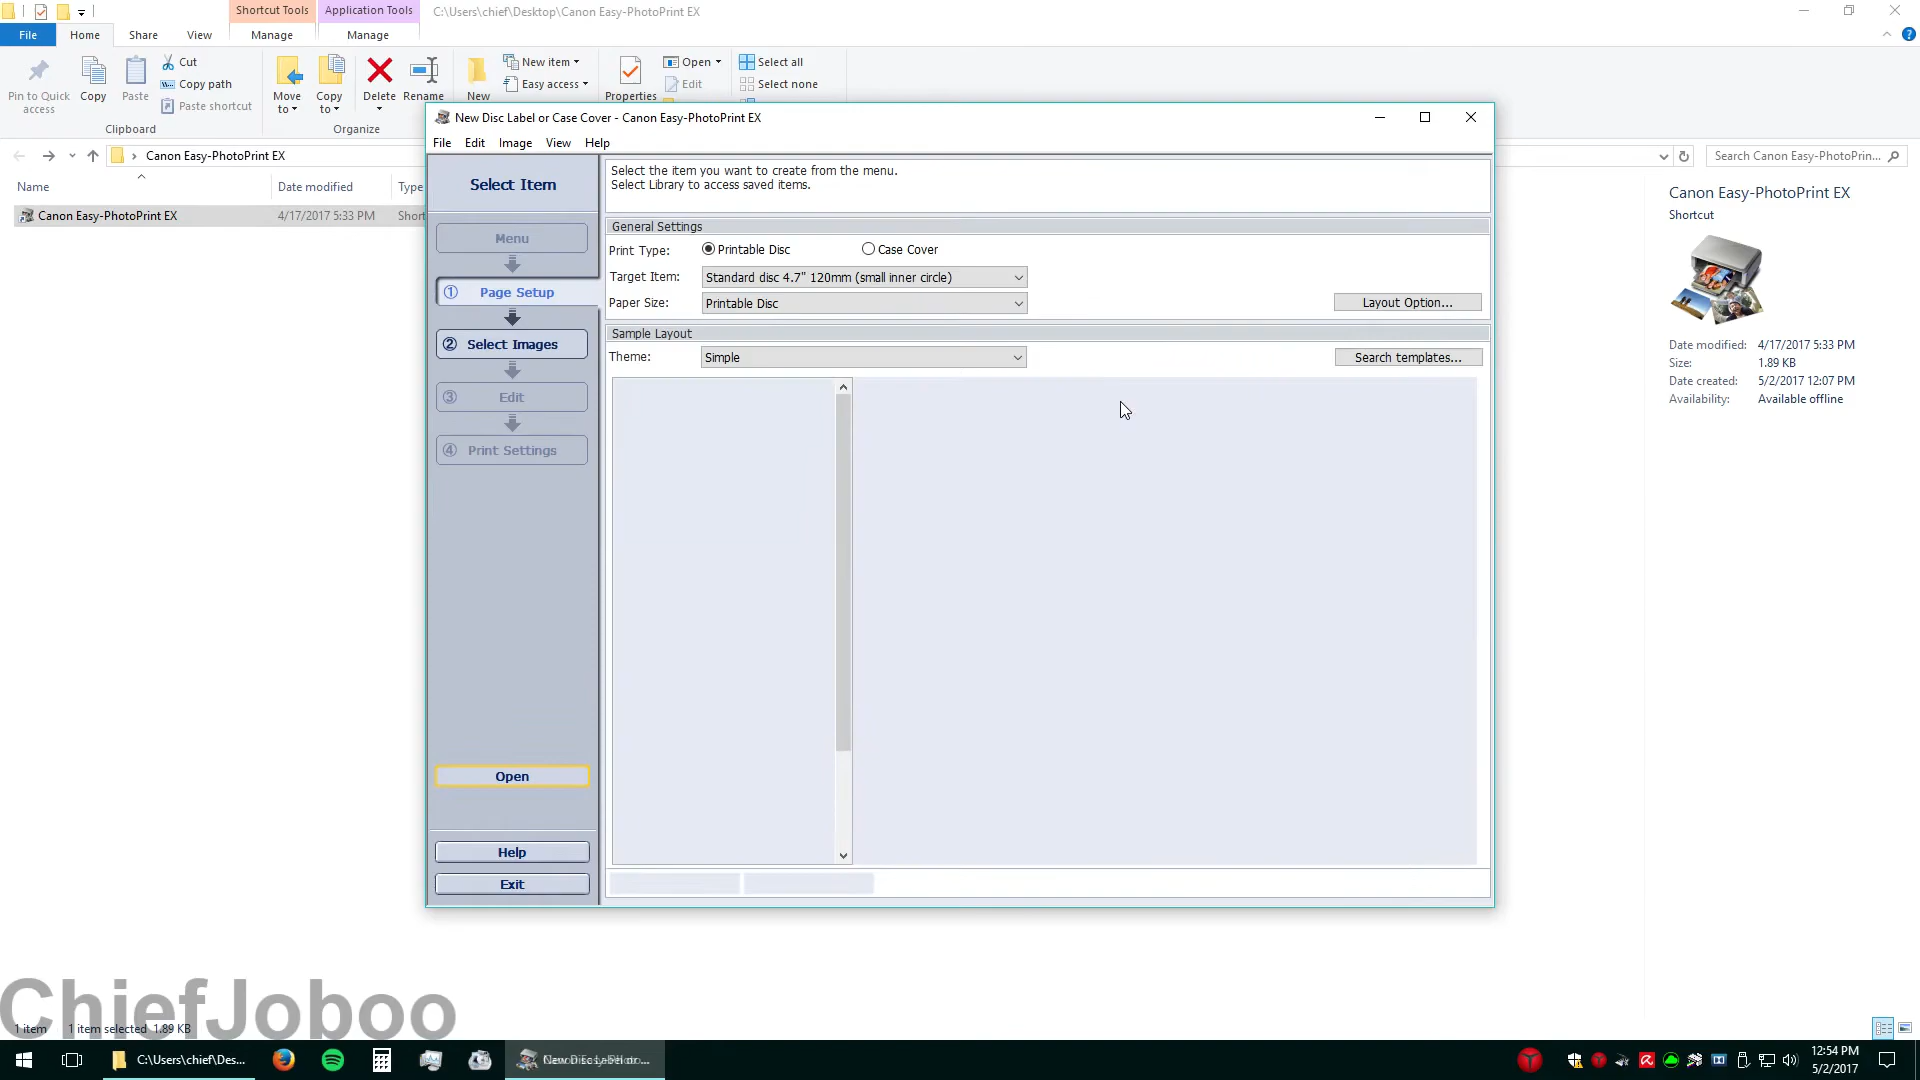 Shortcut Tools
Application Tools
C:\Users\chief\Desktop\Canon Easy-PhotoPrint EX
File
Home
Share
View
Manage
Manage
Pin to Quick access
Copy
Paste
Cut
Copy path
Paste shortcut
Clipboard
Move to
Copy to
Delete
Rename
Organize
New
New item
Easy access
Properties
Open
Edit
Select all
Select none
Canon Easy-PhotoPrint EX
Search Canon Easy-PhotoPrin...
Name
Date modified
Type
Canon Easy-PhotoPrint EX
4/17/2017 5:33 PM
Short
New Disc Label or Case Cover - Canon Easy-PhotoPrint EX
File
Edit
Image
View
Help
Select Item
Menu
① Page Setup
② Select Images
③ Edit
④ Print Settings
Open
Help
Exit
Select the item you want to create from the menu.
Select Library to access saved items.
General Settings
Print Type:
Printable Disc
Case Cover
Target Item:
Standard disc 4.7" 120mm (small inner circle)
Paper Size:
Printable Disc
Layout Option...
Sample Layout
Theme:
Simple
Search templates...
Canon Easy-PhotoPrint EX
Shortcut
Date modified: 4/17/2017 5:33 PM
Size: 1.89 KB
Date created: 5/2/2017 12:07 PM
Availability: Available offline
ChiefJoboo
1 item
1 item selected 1.89 KB
C:\Users\chief\Des...
12:54 PM
5/2/2017